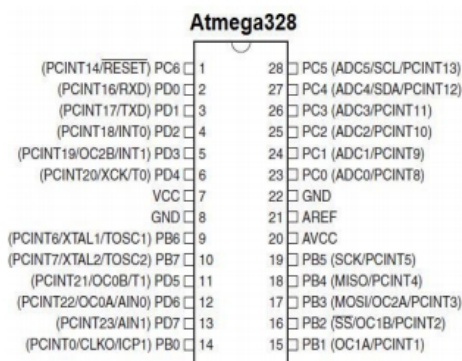 Atmega328
(PCINT14/RESET) PC6 1 28 PC5 (ADC5/SCL/PCINT13)
(PCINT16/RXD) PD0 2 27 PC4 (ADC4/SDA/PCINT12)
(PCINT17/TXD) PD1 3 26 PC3 (ADC3/PCINT11)
(PCINT18/INT0) PD2 4 25 PC2 (ADC2/PCINT10)
(PCINT19/OC2B/INT1) PD3 5 24 PC1 (ADC1/PCINT9)
(PCINT20/XCK/T0) PD4 6 23 PC0 (ADC0/PCINT8)
VCC 7 22 GND
GND 8 21 AREF
(PCINT6/XTAL1/TOSC1) PB6 9 20 AVCC
(PCINT7/XTAL2/TOSC2) PB7 10 19 PB5 (SCK/PCINT5)
(PCINT21/OC0B/T1) PD5 11 18 PB4 (MISO/PCINT4)
(PCINT22/OC0A/AIN0) PD6 12 17 PB3 (MOSI/OC2A/PCINT3)
(PCINT23/AIN1) PD7 13 16 PB2 (SS/OC1B/PCINT2)
(PCINT0/CLKO/ICP1) PB0 14 15 PB1 (OC1A/PCINT1)